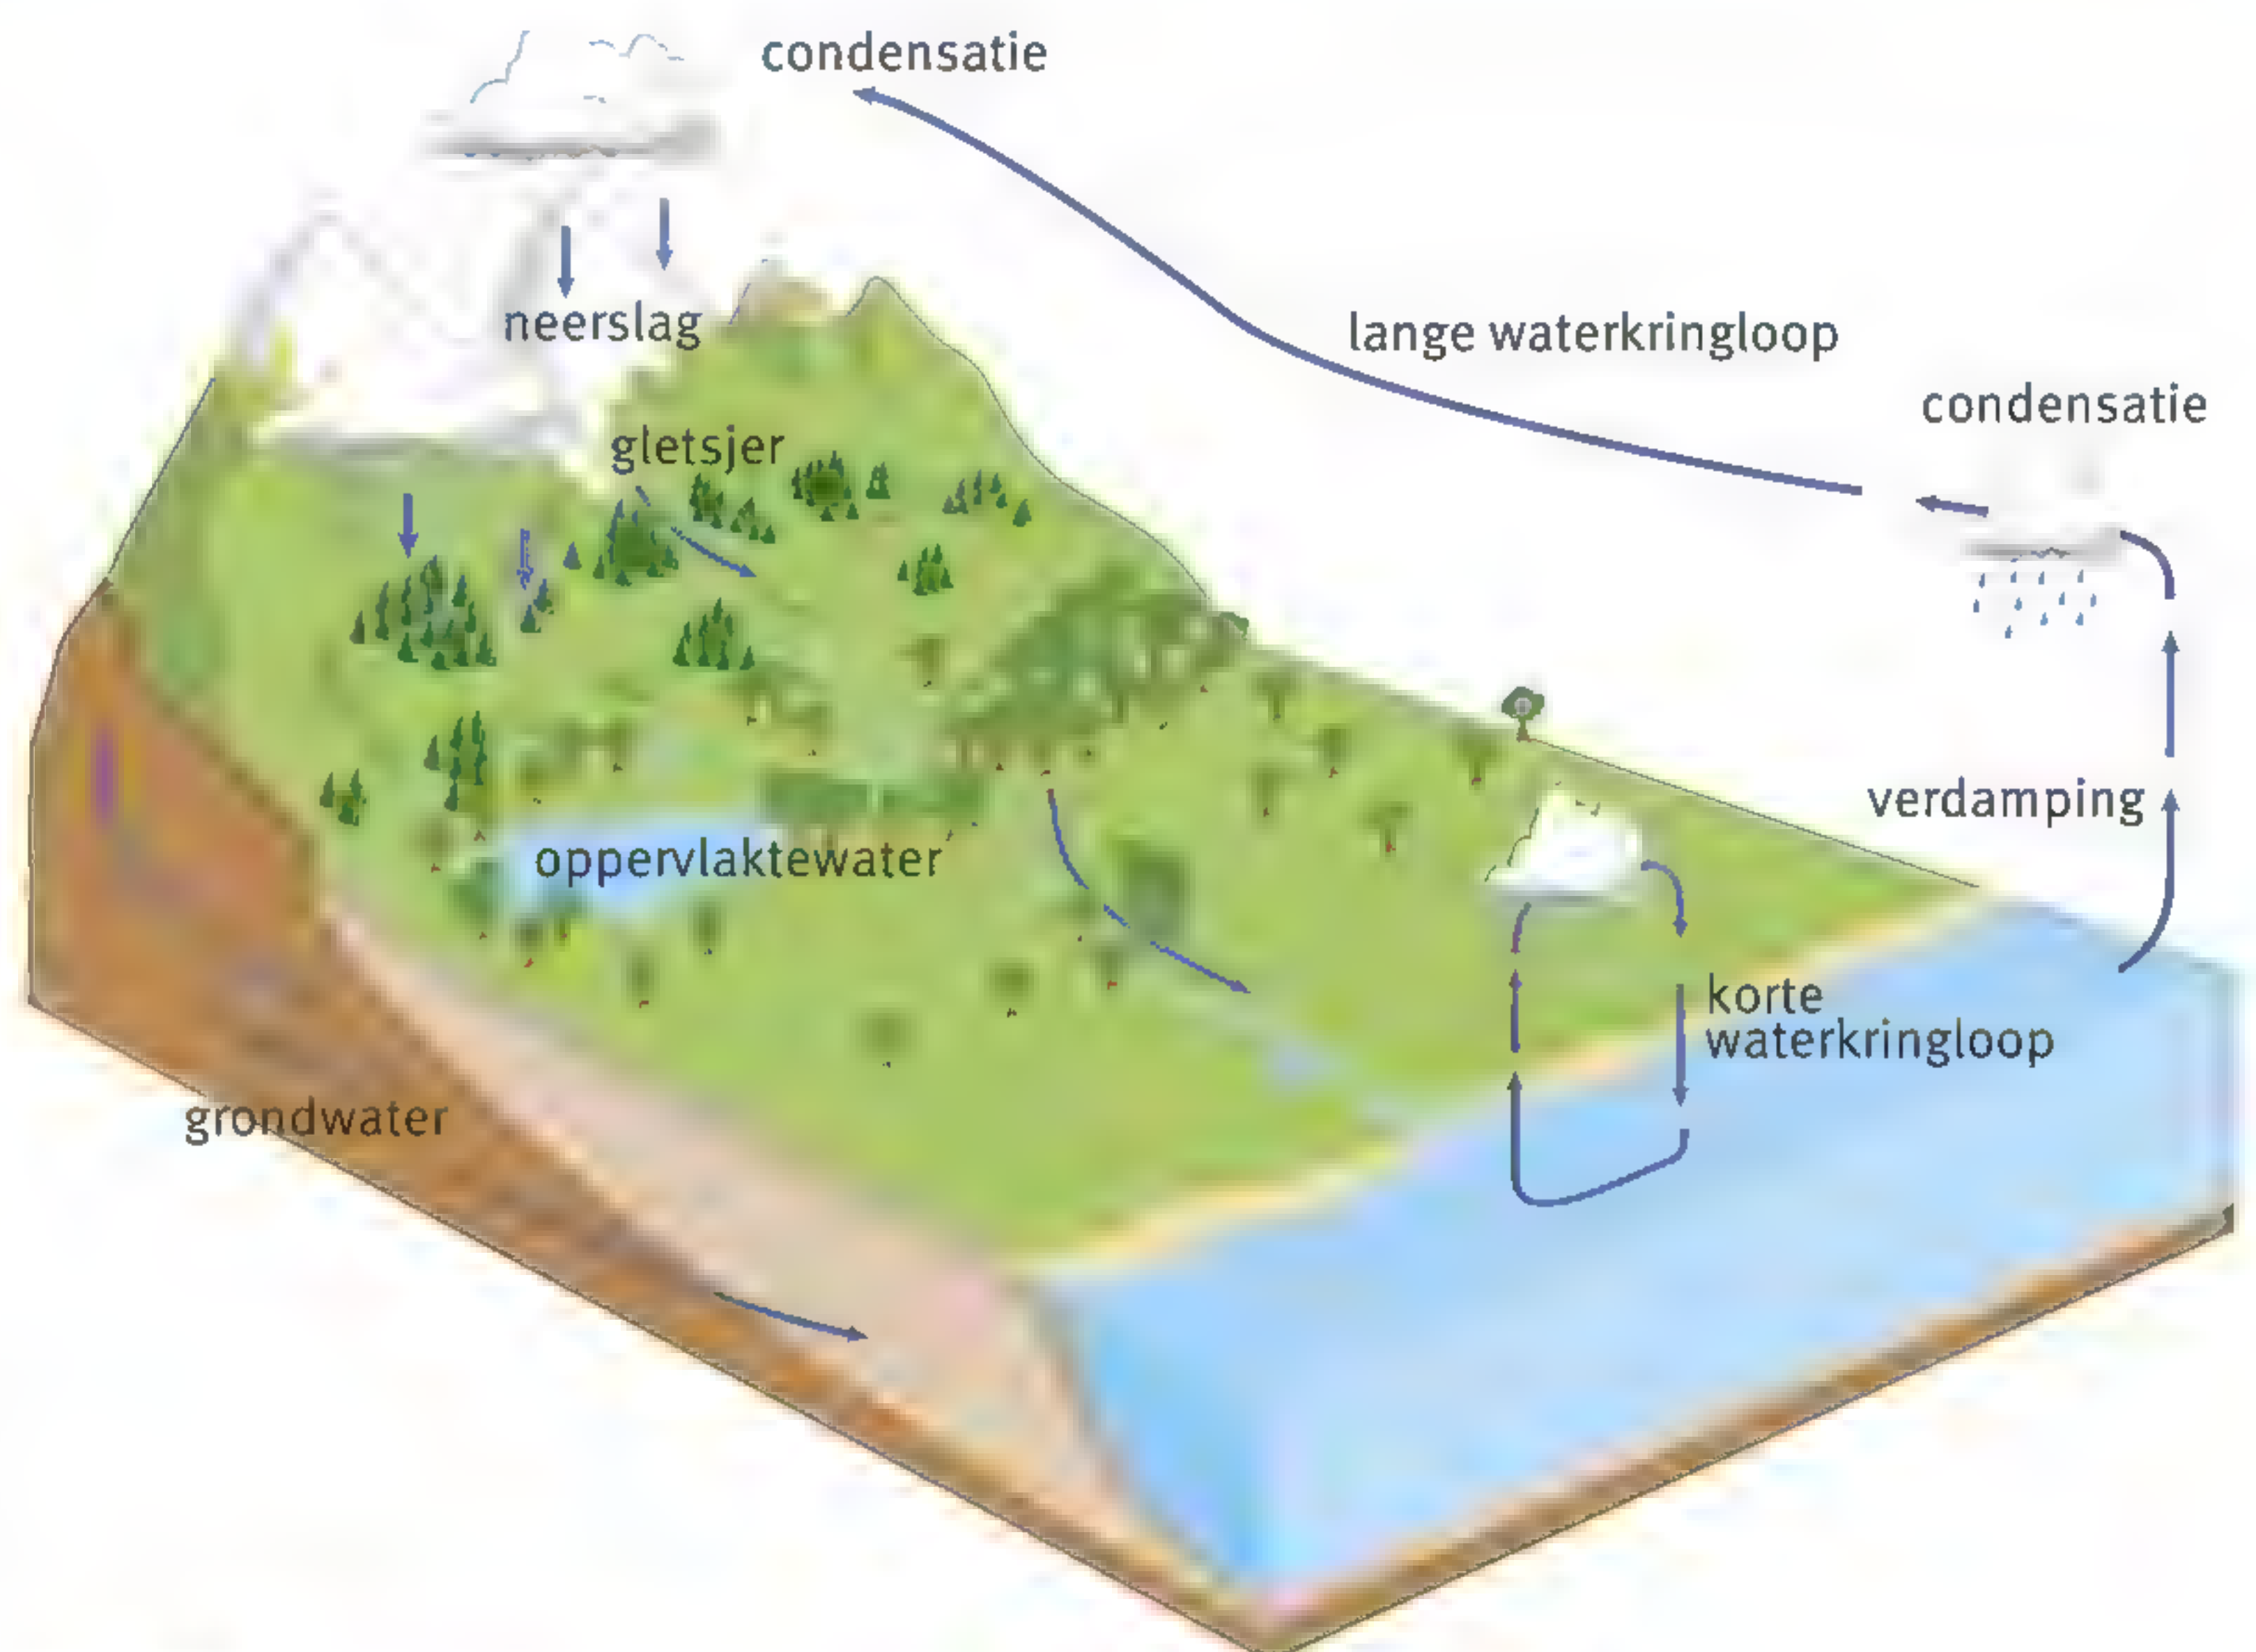 condensatie
neerslag
lange waterkringloop
condensatie
gletsjer
verdamping
oppervlaktewater
korte
waterkringloop
grondwater